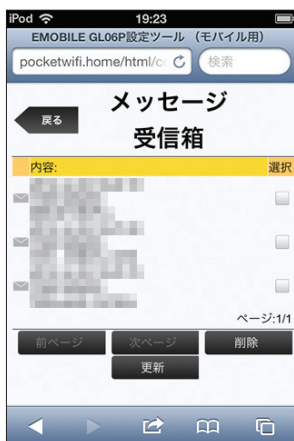 iPod 19:23
EMOBILE GL06P設定ツール （モバイル用）
pocketwifi.home/html/c 検索
戻る
メッセージ
受信箱
内容: 選択
ページ:1/1
前ページ 次ページ 削除
更新